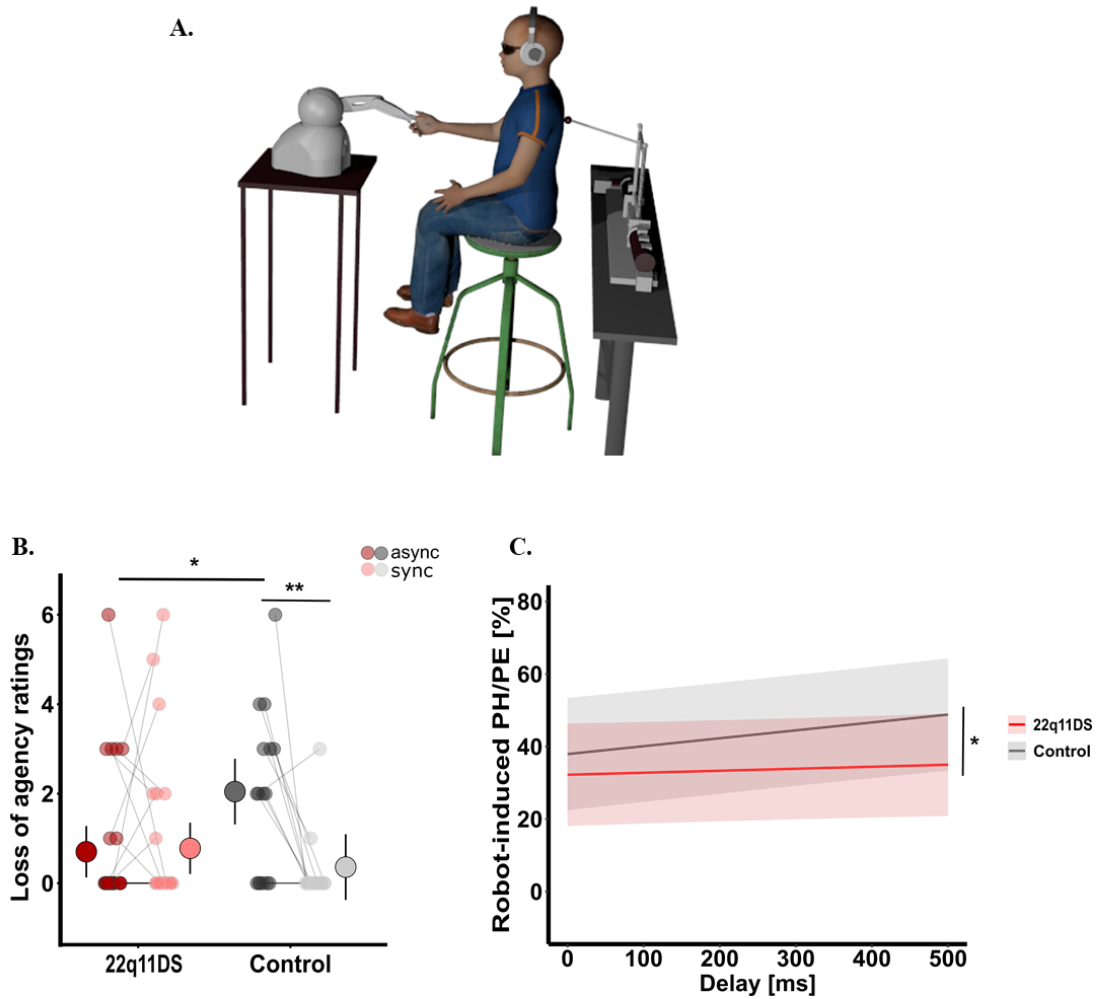 A.
B.
async
sync
*
**
6
4
2
0
Loss of agency ratings
22q11DS
Control
C.
Robot-induced PH/PE [%]
80
60
40
20
0
0 100 200 300 400 500
Delay [ms]
*
22q11DS
Control